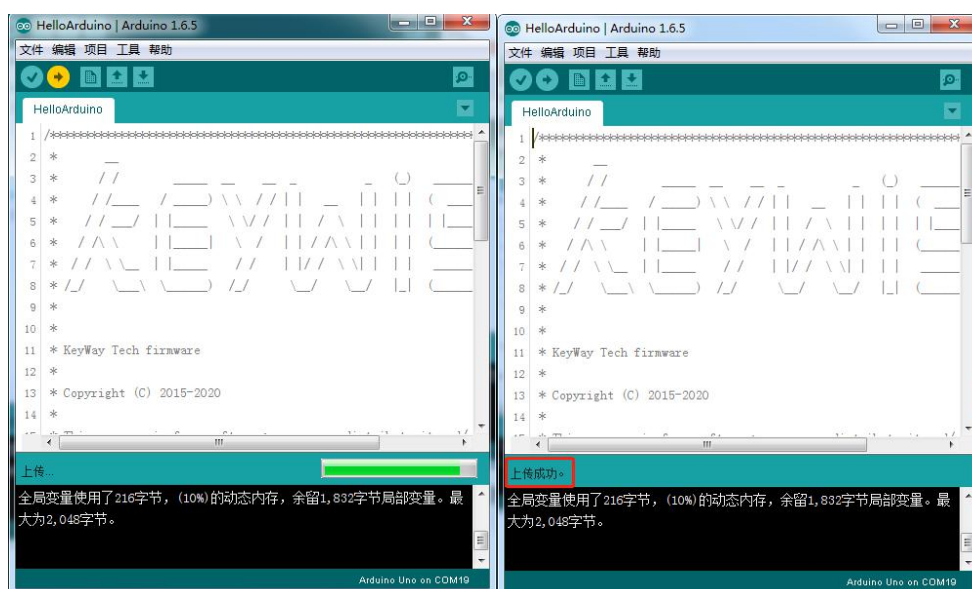 HelloArduino | Arduino 1.6.5
文件 编辑 项目 工具 帮助
HelloArduino
1 /**************************************************
2 *
3 *
4 *
5 *
6 *
7 *
8 *
9 *
10 *
11 * KeyWay Tech firmware
12 *
13 * Copyright (C) 2015-2020
14 *
上传...
全局变量使用了216字节，(10%)的动态内存，余留1,832字节局部变量。最
大为2,048字节。
Arduino Uno on COM19
HelloArduino | Arduino 1.6.5
文件 编辑 项目 工具 帮助
HelloArduino
1 /**************************************************
2 *
3 *
4 *
5 *
6 *
7 *
8 *
9 *
10 *
11 * KeyWay Tech firmware
12 *
13 * Copyright (C) 2015-2020
14 *
上传成功。
全局变量使用了216字节，(10%)的动态内存，余留1,832字节局部变量。最
大为2,048字节。
Arduino Uno on COM19